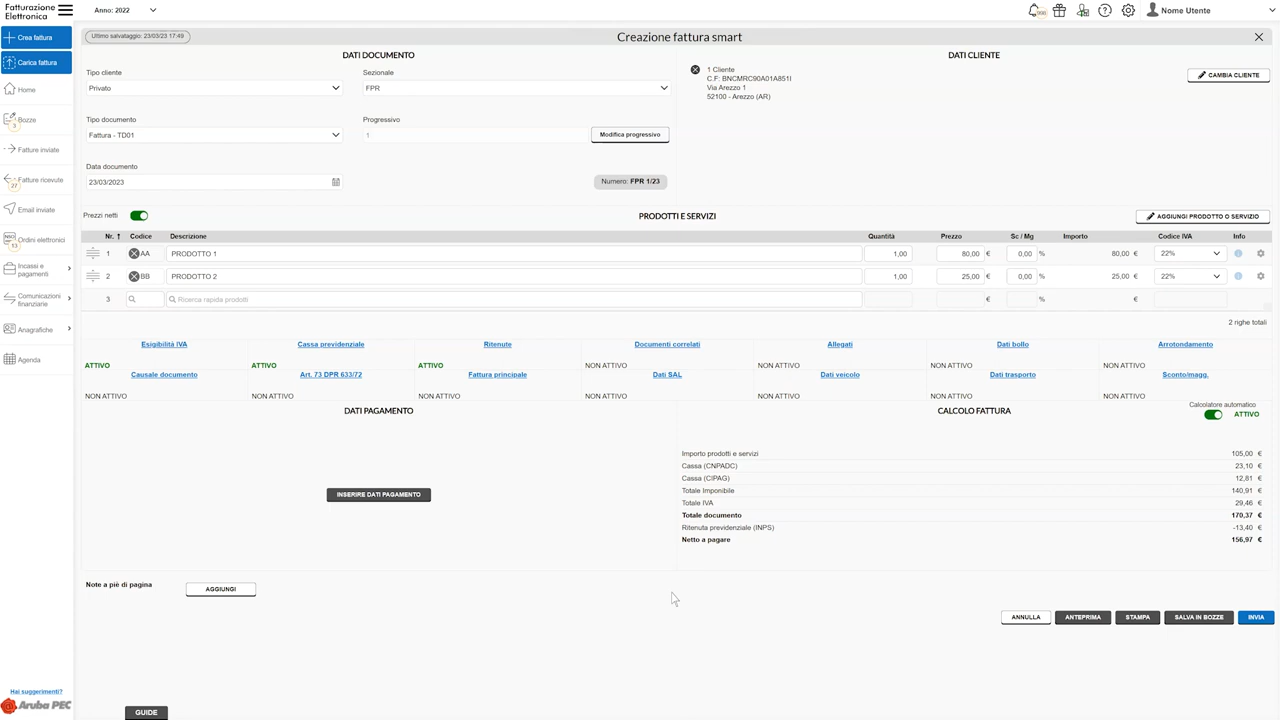 Fatturazione
Elettronica
Anno: 2022
998
Nome Utente
Crea fattura
Carica fattura
Home
Bozze
3
Fatture inviate
Fatture ricevute
27
Email inviate
NSO
Ordini elettronici
13
Incassi e
pagamenti
Comunicazioni
finanziarie
Anagrafiche
Agenda
Hai suggerimenti?
Aruba PEC
Ultimo salvataggio: 23/03/23 17:49
Creazione fattura smart
DATI DOCUMENTO
DATI CLIENTE
Tipo cliente
Sezionale
Privato
FPR
1 Cliente
C.F: BNCMRC90A01A851I
Via Arezzo 1
52100 - Arezzo (AR)
CAMBIA CLIENTE
Tipo documento
Progressivo
Fattura - TD01
1
Modifica progressivo
Data documento
23/03/2023
Numero: FPR 1/23
Prezzi netti
PRODOTTI E SERVIZI
AGGIUNGI PRODOTTO O SERVIZIO
Nr. Codice Descrizione Quantità Prezzo Sc / Mg Importo Codice IVA Info
1 AA PRODOTTO 1 1,00 80,00 € 0,00 % 80,00 € 22%
2 BB PRODOTTO 2 1,00 25,00 € 0,00 % 25,00 € 22%
3 Ricerca rapida prodotti € % €
2 righe totali
Esigibilità IVA Cassa previdenziale Ritenute Documenti correlati Allegati Dati bollo Arrotondamento
ATTIVO ATTIVO ATTIVO NON ATTIVO NON ATTIVO NON ATTIVO NON ATTIVO
Causale documento Art. 73 DPR 633/72 Fattura principale Dati SAL Dati veicolo Dati trasporto Sconto/magg.
NON ATTIVO NON ATTIVO NON ATTIVO NON ATTIVO NON ATTIVO NON ATTIVO NON ATTIVO
DATI PAGAMENTO
CALCOLO FATTURA
Calcolatore automatico
ATTIVO
INSERIRE DATI PAGAMENTO
Importo prodotti e servizi 105,00 €
Cassa (CNPADC) 23,10 €
Cassa (CIPAG) 12,81 €
Totale Imponibile 140,91 €
Totale IVA 29,46 €
Totale documento 170,37 €
Ritenuta previdenziale (INPS) -13,40 €
Netto a pagare 156,97 €
Note a piè di pagina
AGGIUNGI
ANNULLA
ANTEPRIMA
STAMPA
SALVA IN BOZZE
INVIA
GUIDE